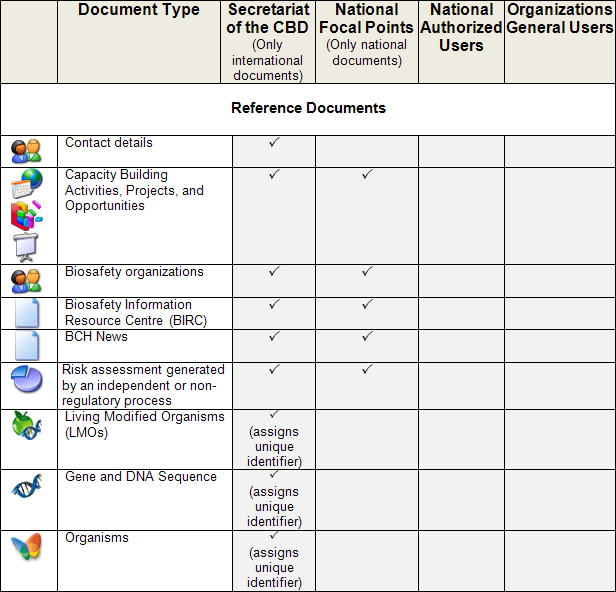 Document Type
Secretariat
of the CBD
(Only
international
documents)
National
Focal Points
(Only national
documents)
National
Authorized
Users
Organizations
General Users
Reference Documents
Contact details
✓
Capacity Building
Activities, Projects, and
Opportunities
✓ ✓
Biosafety organizations
✓ ✓
Biosafety Information
Resource Centre (BIRC)
✓ ✓
BCH News
✓ ✓
Risk assessment generated
by an independent or non-
regulatory process
✓ ✓
Living Modified Organisms
(LMOs)
✓
(assigns
unique
identifier)
Gene and DNA Sequence
✓
(assigns
unique
identifier)
Organisms
✓
(assigns
unique
identifier)